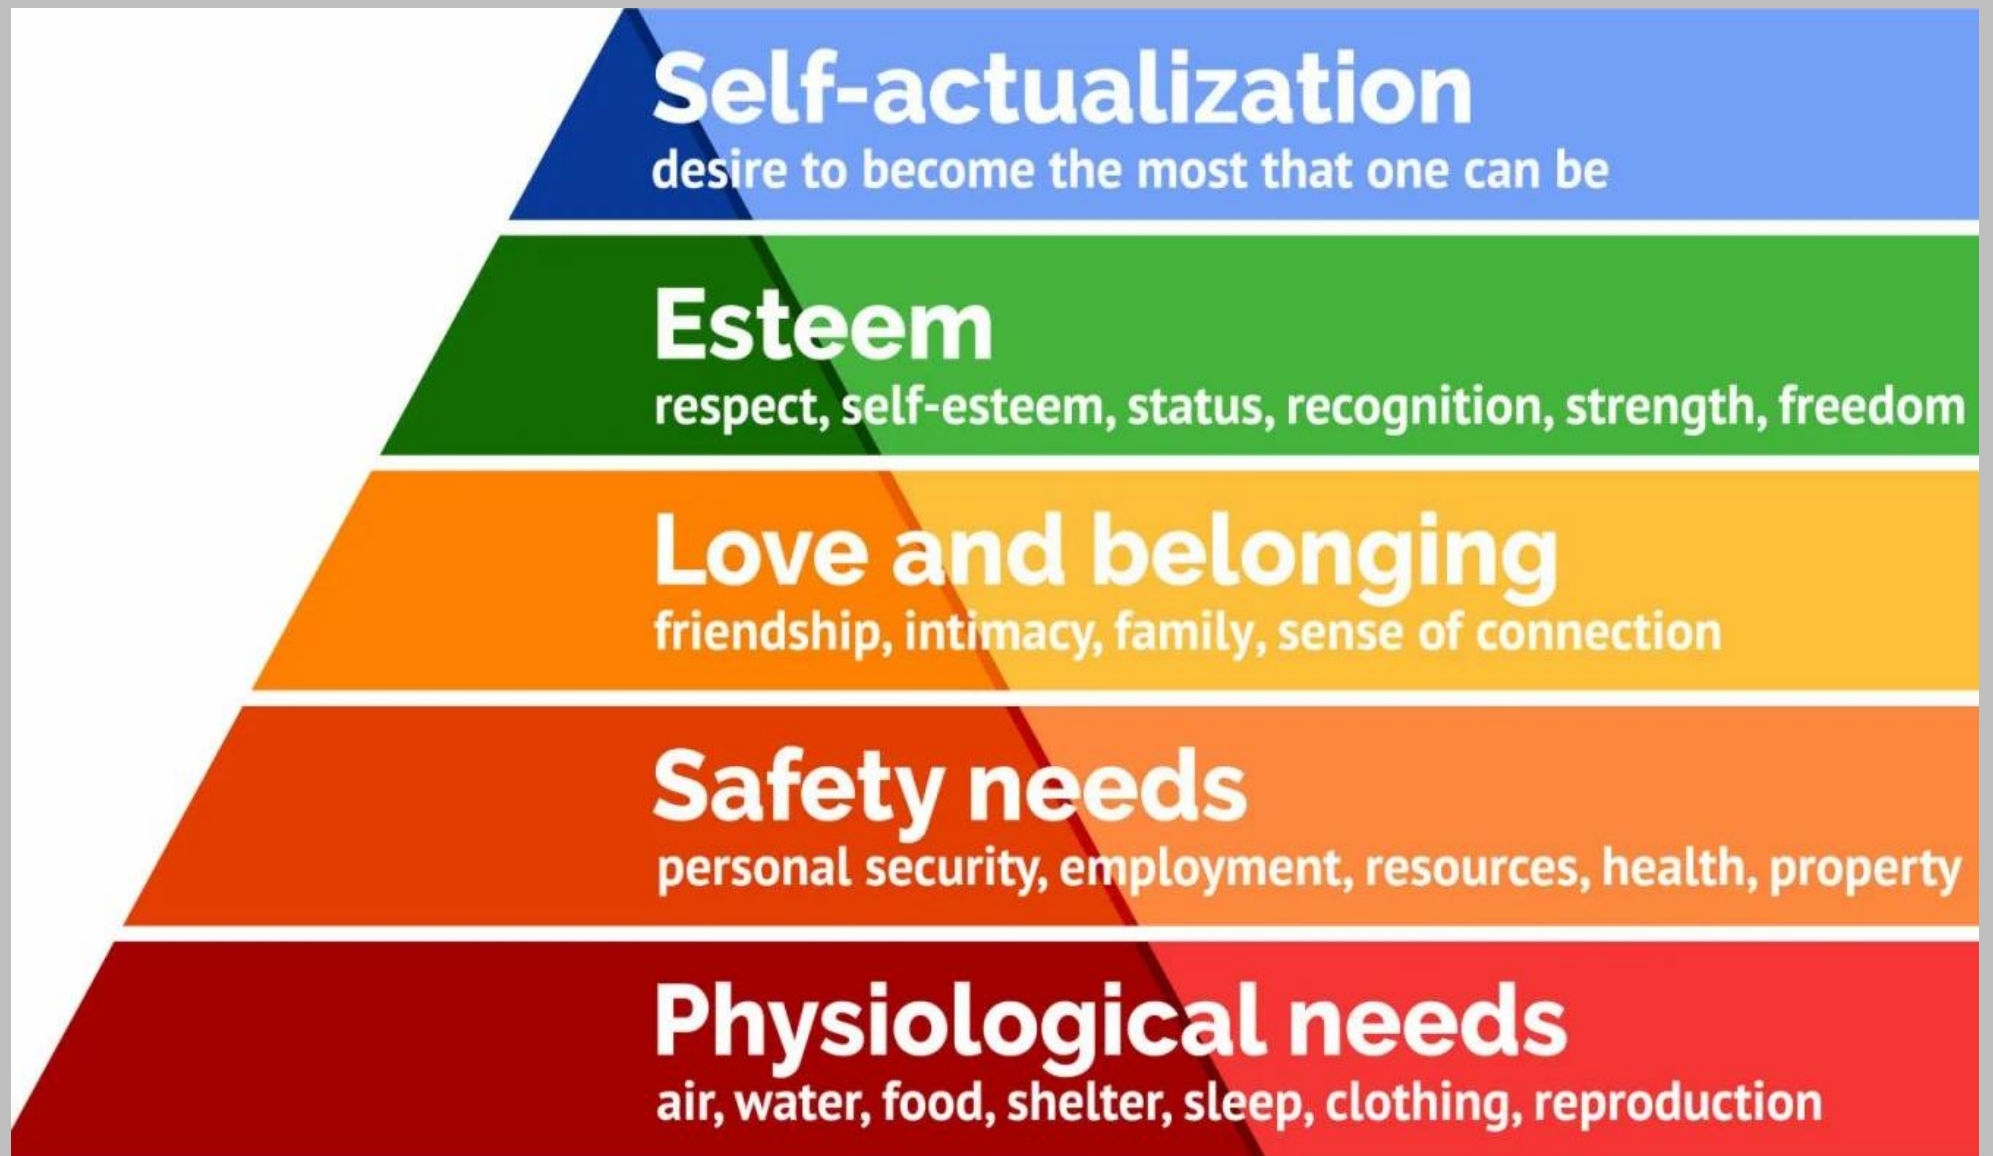 Self-actualization
desire to become the most that one can be
Esteem
respect, self-esteem, status, recognition, strength, freedom
Love and belonging
friendship, intimacy, family, sense of connection
Safety needs
personal security, employment, resources, health, property
Physiological needs
air, water, food, shelter, sleep, clothing, reproduction